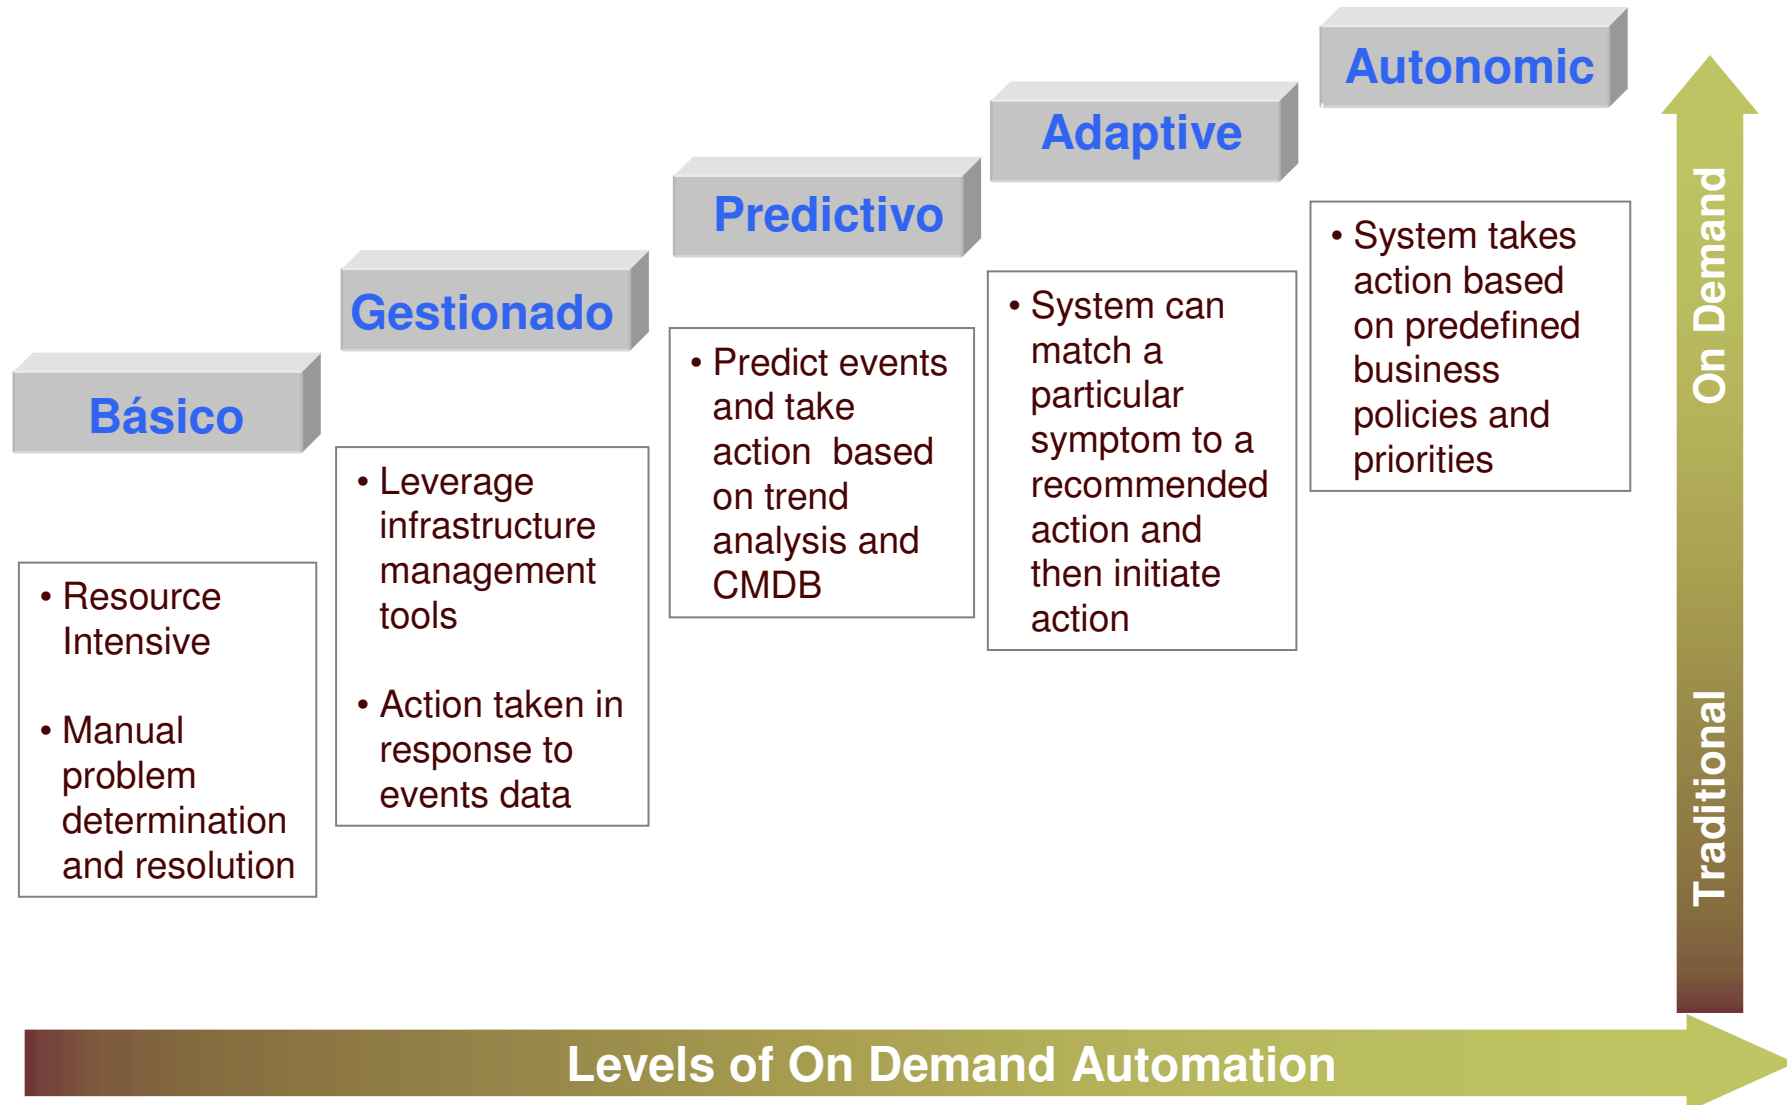 Básico
• Resource
Intensive
• Manual
problem
determination
and resolution
Gestionado
• Leverage
infrastructure
management
tools
• Action taken in
response to
events data
Predictivo
• Predict events
and take
action  based
on trend
analysis and
CMDB
Adaptive
• System can
match a
particular
symptom to a
recommended
action and
then initiate
action
Autonomic
• System takes
action based
on predefined
business
policies and
priorities
On Demand
Traditional
Levels of On Demand Automation